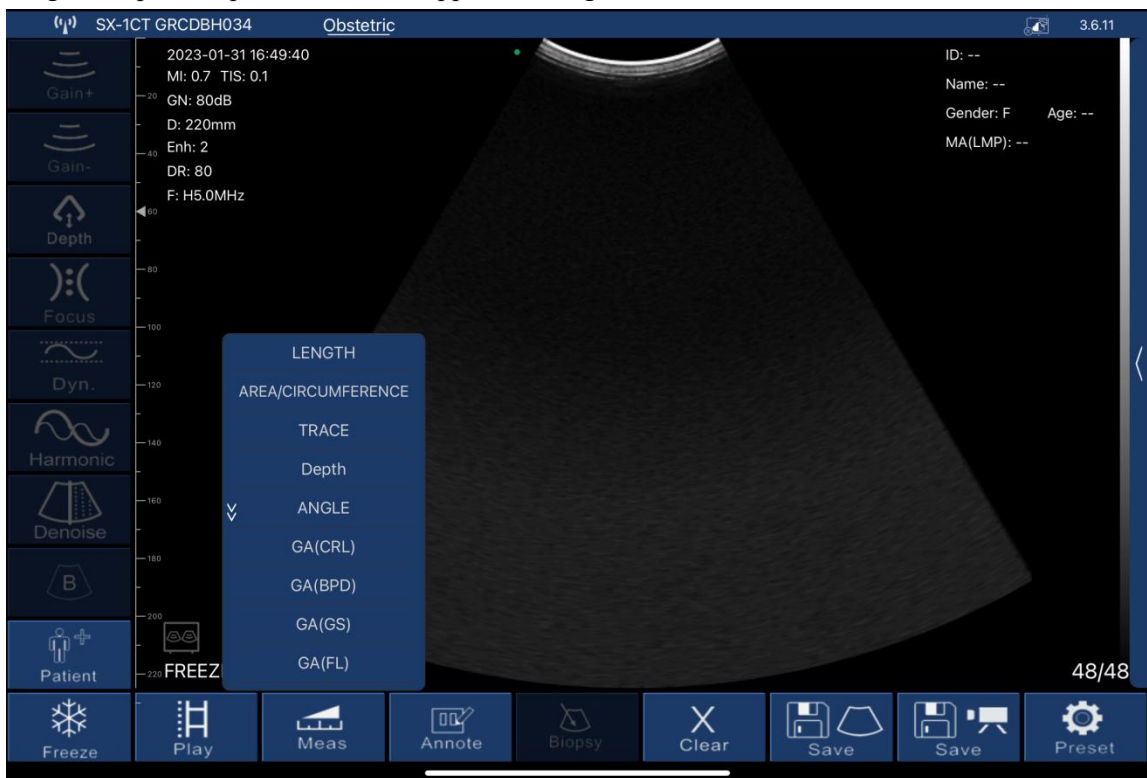 SX-1CT GRCDBH034 Obstetric 3.6.11
2023-01-31 16:49:40
MI: 0.7 TIS: 0.1
GN: 80dB
D: 220mm
Enh: 2
DR: 80
F: H5.0MHz
ID: --
Name: --
Gender: F Age: --
MA(LMP): --
Gain+
Gain-
Depth
Focus
Dyn.
Harmonic
Denoise
B
Patient
20
40
60
80
100
120
140
160
180
200
220
LENGTH
AREA/CIRCUMFERENCE
TRACE
Depth
ANGLE
GA(CRL)
GA(BPD)
GA(GS)
GA(FL)
FREEZ
48/48
Freeze
Play
Meas
Annote
Biopsy
Clear
Save
Save
Preset